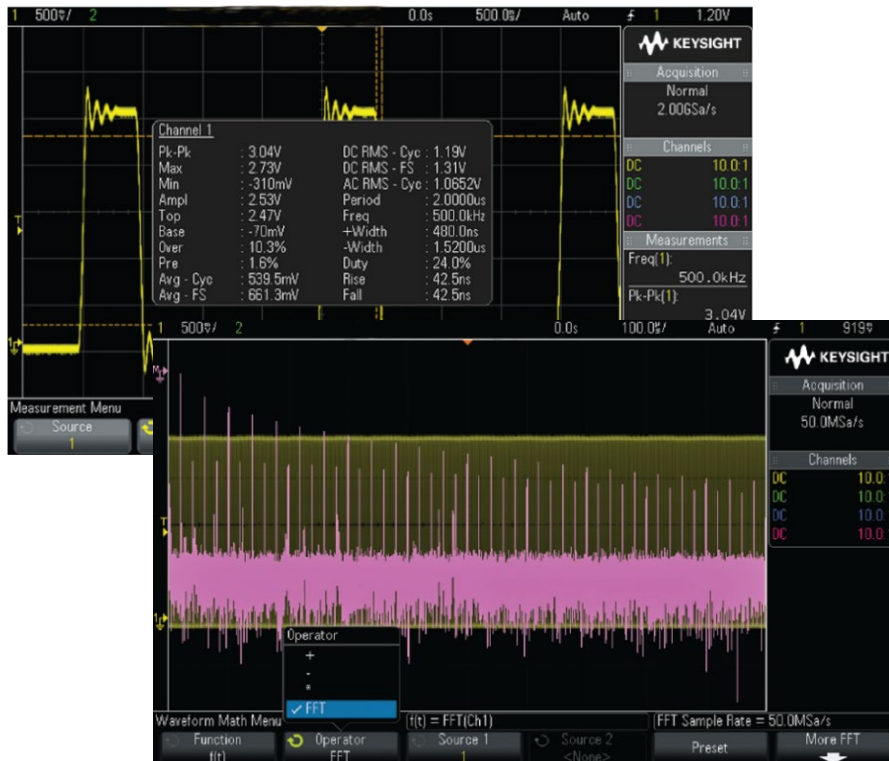 1 500▽/ 2 0.0s 500.0▽/ Auto 1 1.20V
KEYSIGHT
Acquisition
Normal
2.00GSa/s
Channels
DC 10.0:1
DC 10.0:1
DC 10.0:1
DC 10.0:1
Measurements
Freq(1):
500.0kHz
Pk-Pk(1):
3.04V
Channel 1
Pk-Pk : 3.04V DC RMS - Cyc : 1.19V
Max : 2.73V DC RMS - FS : 1.31V
Min : -310mV AC RMS - Cyc : 1.0652V
Ampl : 2.53V Period : 2.0000us
Top : 2.47V Freq : 500.0kHz
Base : -70mV +Width : 480.0ns
Over : 10.3% -Width : 1.5200us
Pre : 1.6% Duty : 24.0%
Avg - Cyc : 539.5mV Rise : 42.5ns
Avg - FS : 661.3mV Fall : 42.5ns
T
1
Measurement Menu
Source
1
1 500▽/ 2 0.0s 100.0▽/ Auto 1 919▽
KEYSIGHT
Acquisition
Normal
50.0MSa/s
Channels
DC 10.0:
DC 10.0:
DC 10.0:
DC 10.0:
M
T
1
Operator
+
-
*
✓ FFT
Waveform Math Menu f(t) = FFT(Ch1) FFT Sample Rate = 50.0MSa/s
Function Operator Source 1 Source 2 Preset More FFT
f(t) FFT 1 <None>